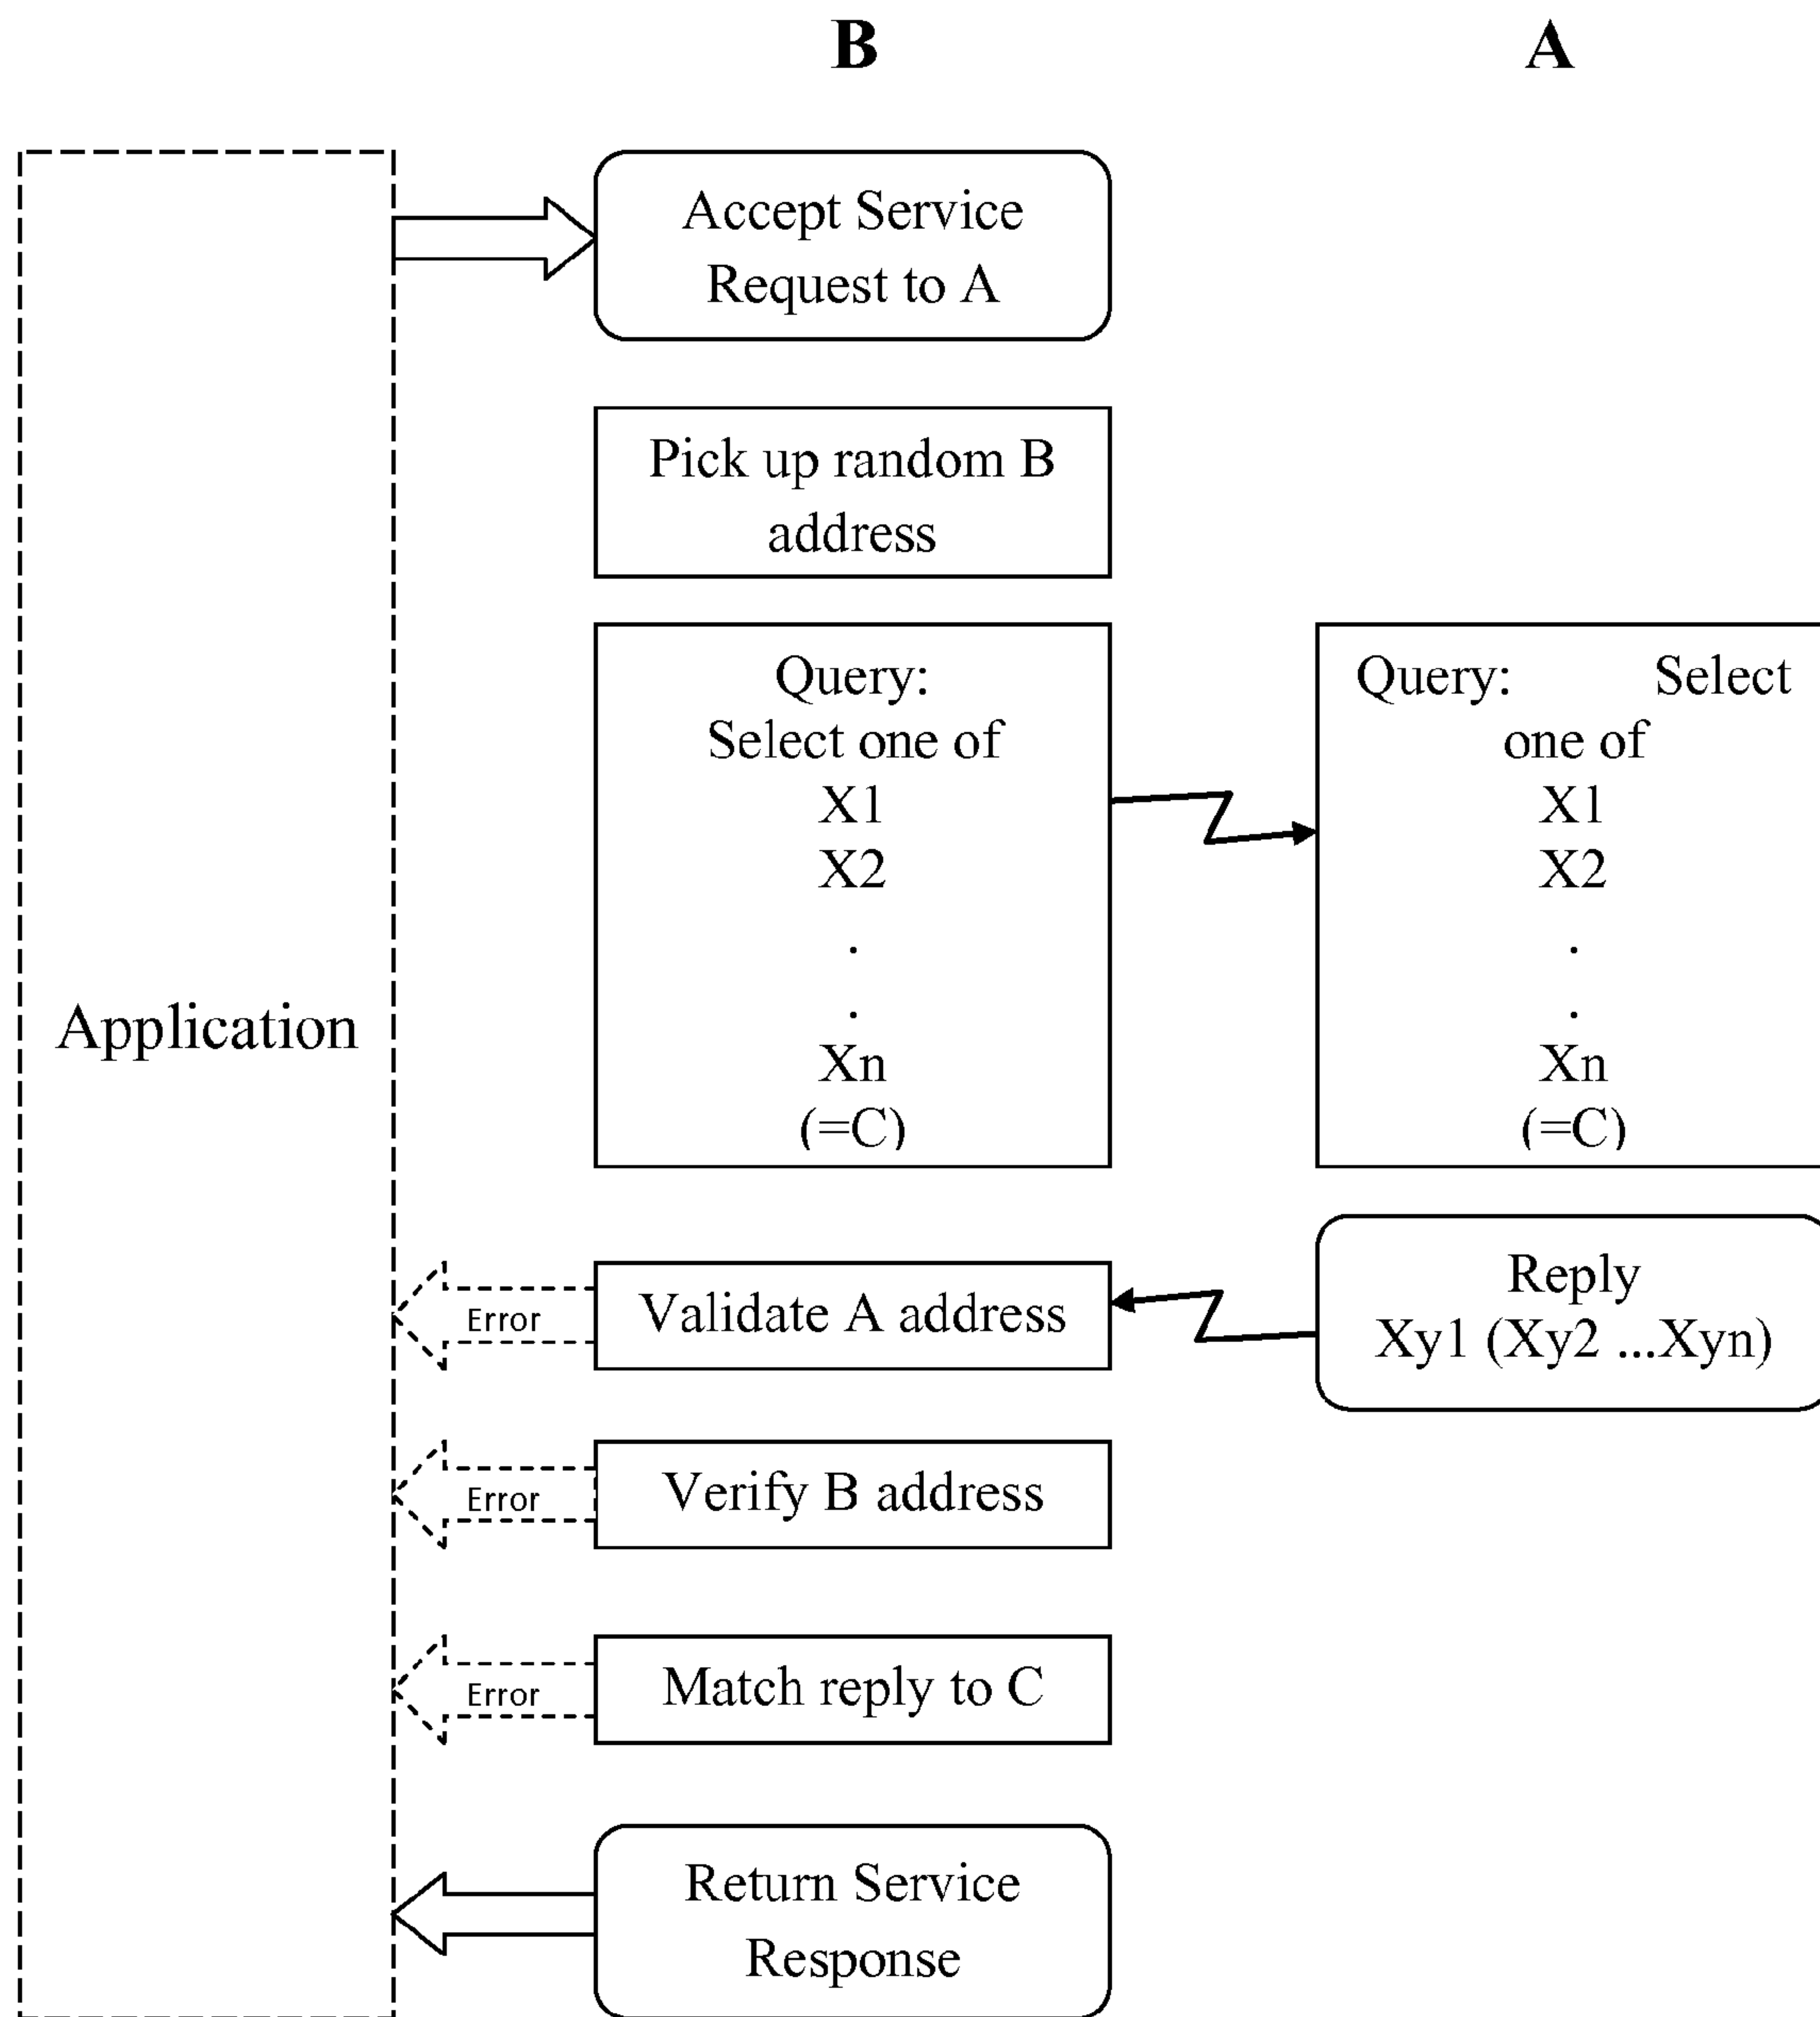 B
A
Accept Service
Request to A
Pick up random B
address
Query:
Select one of
X1
X2
.
.
Xn
(=C)
Query: Select
one of
X1
X2
.
.
Xn
(=C)
Application
Reply
Xy1 (Xy2 ...Xyn)
Error
Validate A address
Error
Verify B address
Error
Match reply to C
Return Service
Response